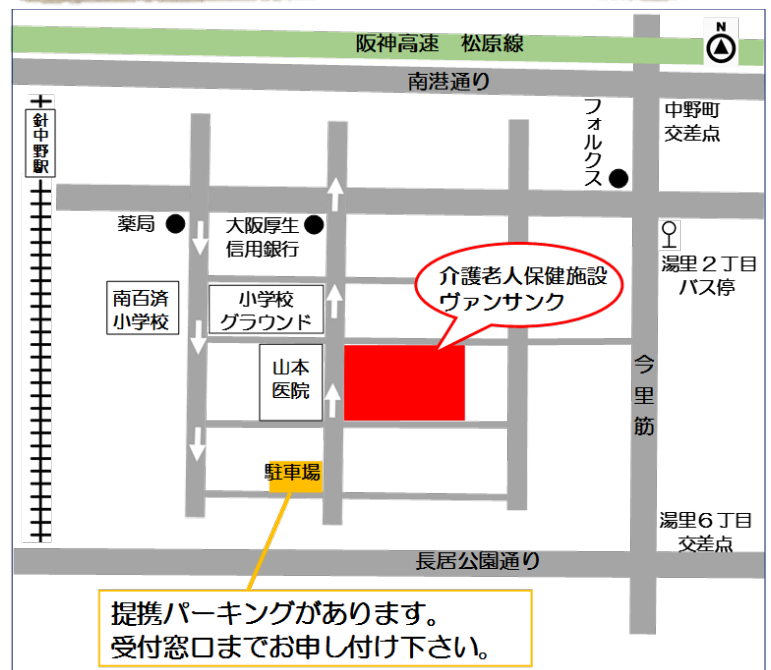 阪神高速　松原線
N
南港通り
針中野駅
フォルクス
中野町
交差点
薬局
大阪厚生
信用銀行
湯里２丁目
バス停
介護老人保健施設
ヴァンサンク
南百済
小学校
小学校
グラウンド
山本
医院
今里筋
駐車場
湯里６丁目
交差点
長居公園通り
提携パーキングがあります。
受付窓口までお申し付け下さい。